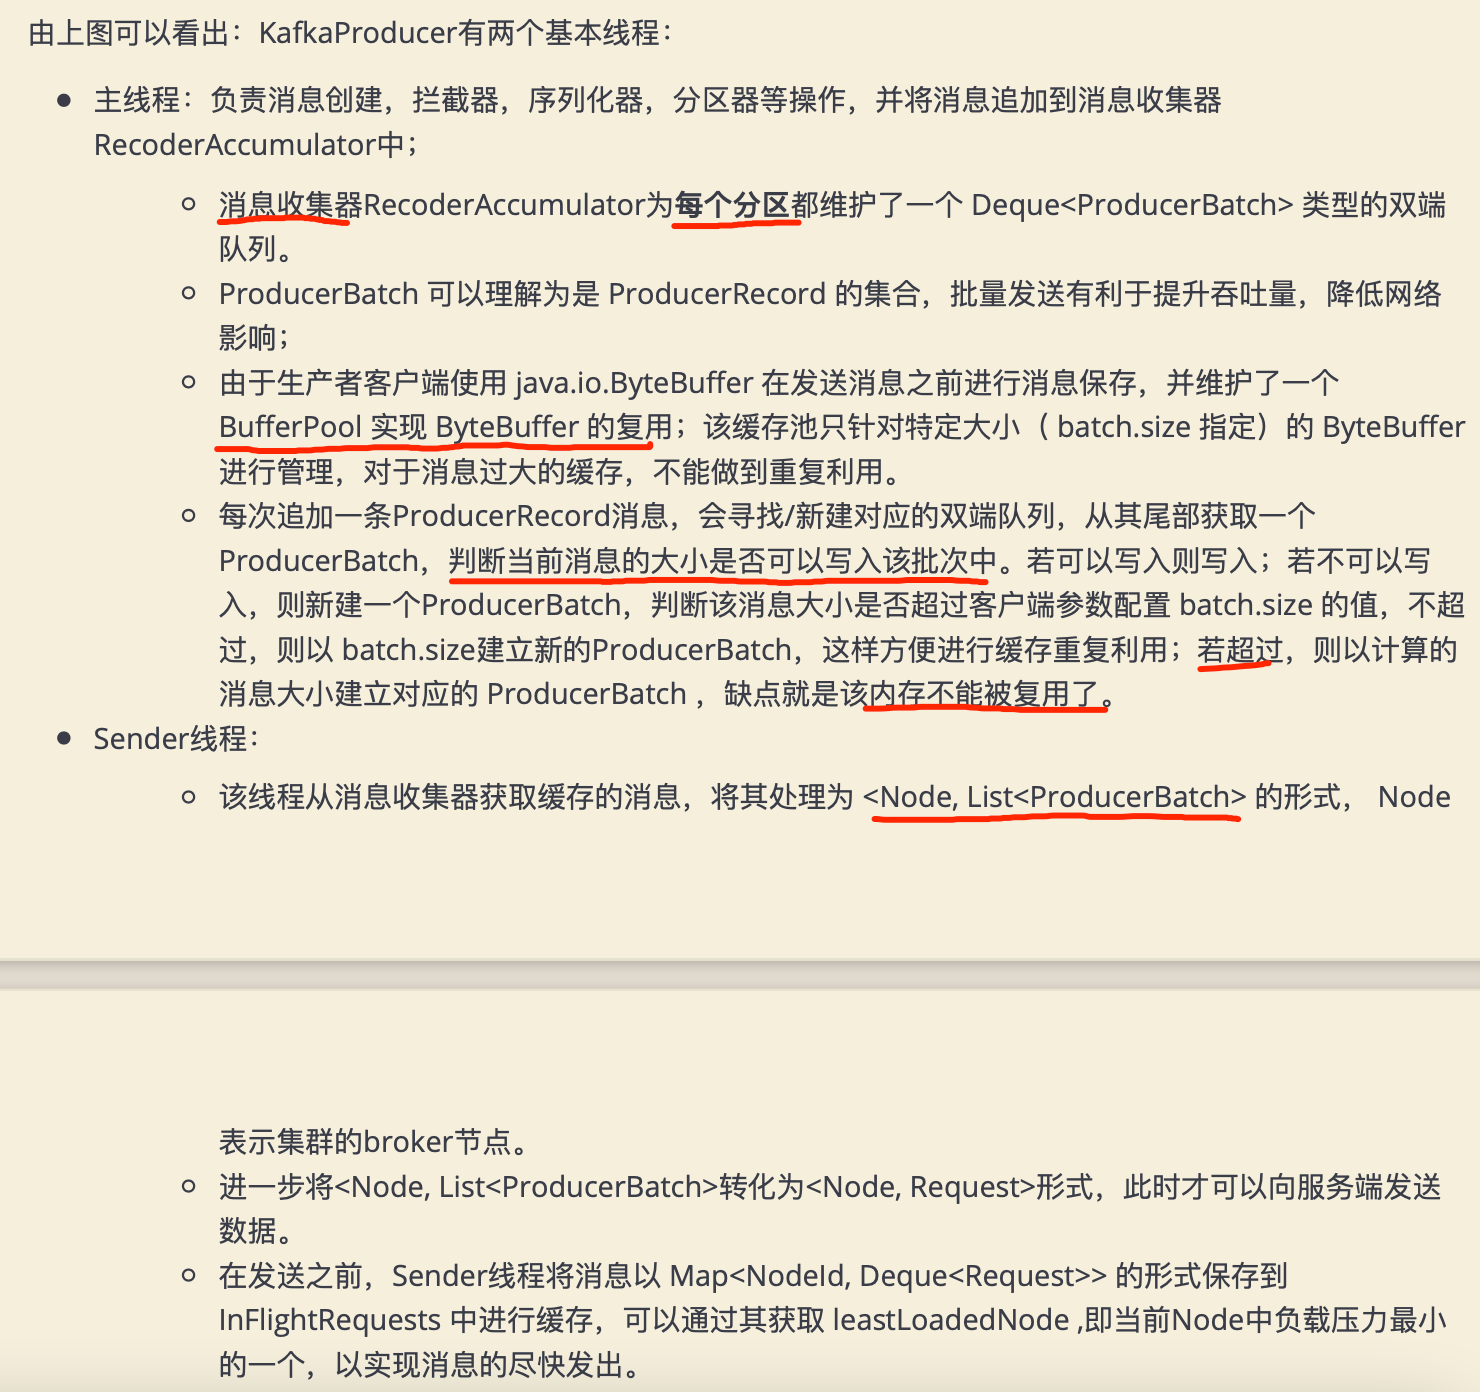 由上图可以看出：KafkaProducer有两个基本线程：
● 主线程：负责消息创建，拦截器，序列化器，分区器等操作，并将消息追加到消息收集器
RecoderAccumulator中；
○ 消息收集器RecoderAccumulator为每个分区都维护了一个 Deque<ProducerBatch> 类型的双端
队列。
○ ProducerBatch 可以理解为是 ProducerRecord 的集合，批量发送有利于提升吞吐量，降低网络
影响；
○ 由于生产者客户端使用 java.io.ByteBuffer 在发送消息之前进行消息保存，并维护了一个
BufferPool 实现 ByteBuffer 的复用；该缓存池只针对特定大小（ batch.size 指定）的 ByteBuffer
进行管理，对于消息过大的缓存，不能做到重复利用。
○ 每次追加一条ProducerRecord消息，会寻找/新建对应的双端队列，从其尾部获取一个
ProducerBatch，判断当前消息的大小是否可以写入该批次中。若可以写入则写入；若不可以写
入，则新建一个ProducerBatch，判断该消息大小是否超过客户端参数配置 batch.size 的值，不超
过，则以 batch.size建立新的ProducerBatch，这样方便进行缓存重复利用；若超过，则以计算的
消息大小建立对应的 ProducerBatch ，缺点就是该内存不能被复用了。
● Sender线程：
○ 该线程从消息收集器获取缓存的消息，将其处理为 <Node, List<ProducerBatch> 的形式， Node
表示集群的broker节点。
○ 进一步将<Node, List<ProducerBatch>转化为<Node, Request>形式，此时才可以向服务端发送
数据。
○ 在发送之前，Sender线程将消息以 Map<NodeId, Deque<Request>> 的形式保存到
InFlightRequests 中进行缓存，可以通过其获取 leastLoadedNode ,即当前Node中负载压力最小
的一个，以实现消息的尽快发出。